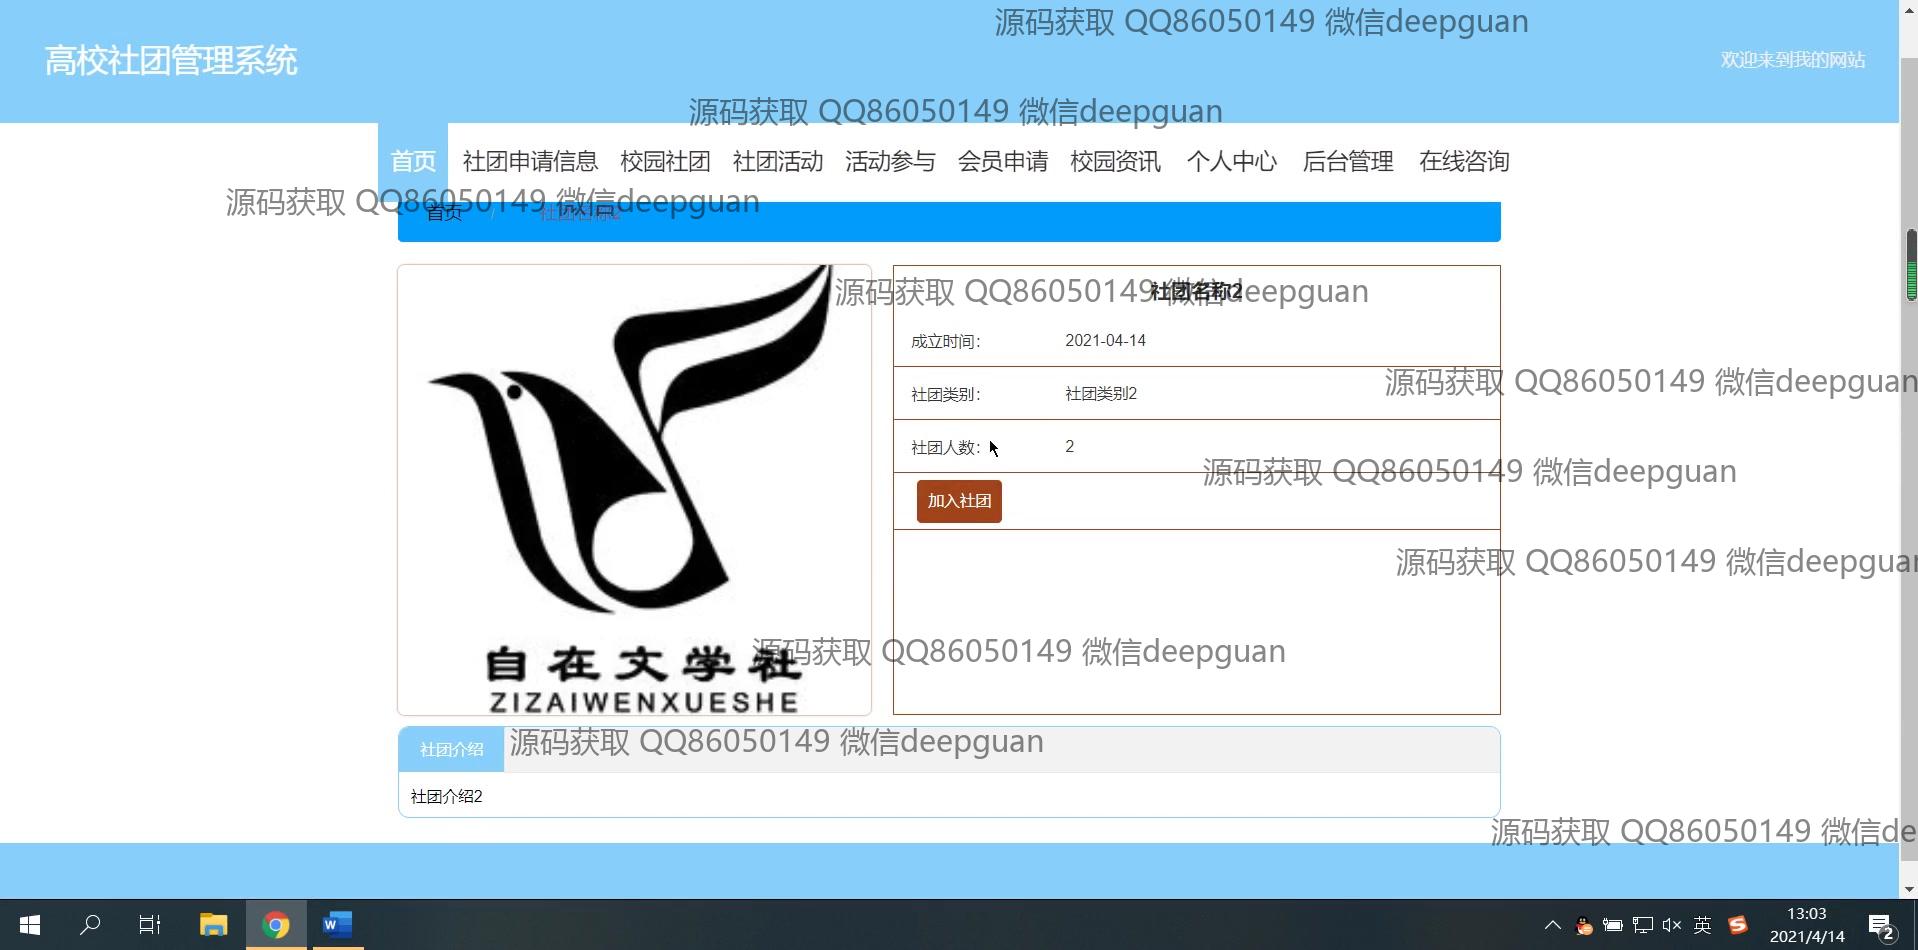 源码获取 QQ86050149 微信deepguan
高校社团管理系统
欢迎来到我的网站
源码获取 QQ86050149 微信deepguan
首页 社团申请信息 校园社团 社团活动 活动参与 会员申请 校园资讯 个人中心 后台管理 在线咨询
源码获取 QQ86050149 微信deepguan
首页 / 社团名称2
源码获取 QQ86050149 微信deepguan
社团名称2
成立时间: 2021-04-14
源码获取 QQ86050149 微信deepguan
社团类别: 社团类别2
社团人数: 2
源码获取 QQ86050149 微信deepguan
加入社团
源码获取 QQ86050149 微信deepguan
自在文学社
ZIZAIWENXUESHE
源码获取 QQ86050149 微信deepguan
社团介绍
源码获取 QQ86050149 微信deepguan
社团介绍2
源码获取 QQ86050149 微信de
W
英
S
13:03
2021/4/14
2